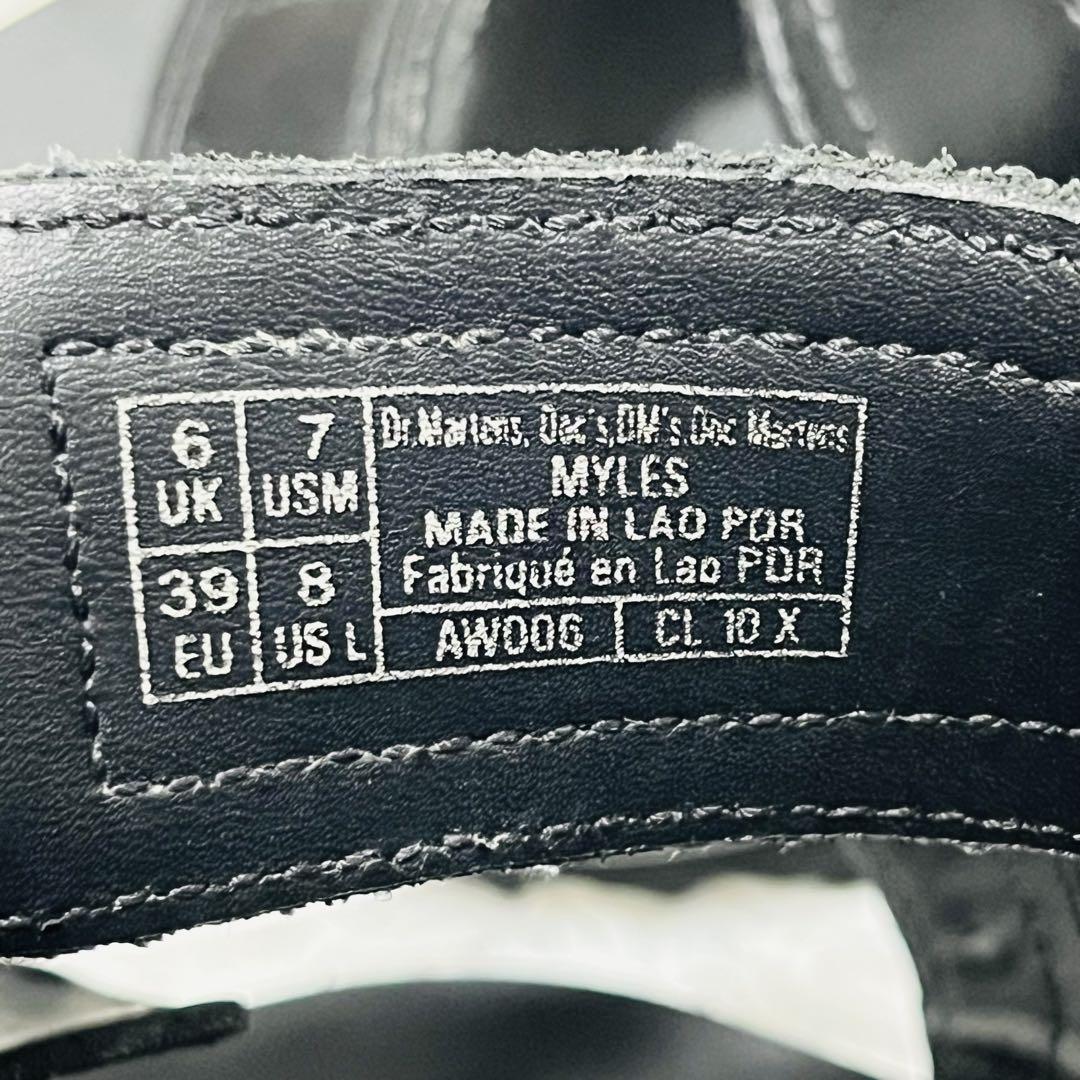 6
UK
7
USM
39
EU
8
US L
Dr.Martens, Doc's,DM's.Doc Martens
MYLES
MADE IN LAO PDR
Fabriqué en Lao PDR
AW006
CL 10 X